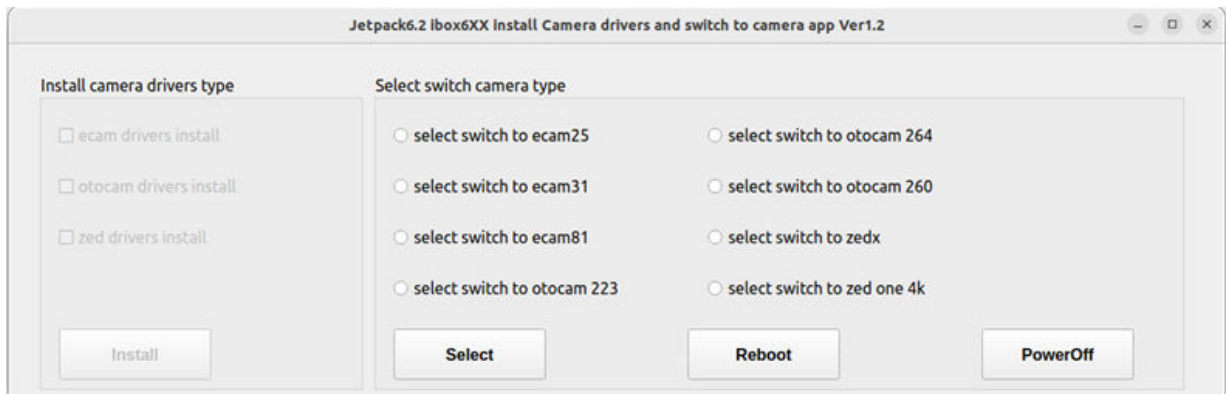 Jetpack6.2 ibox6XX install Camera drivers and switch to camera app Ver1.2
Install camera drivers type
ecam drivers install
otocam drivers install
zed drivers install
Install
Select switch camera type
select switch to ecam25
select switch to otocam 264
select switch to ecam31
select switch to otocam 260
select switch to ecam81
select switch to zedx
select switch to otocam 223
select switch to zed one 4k
Select
Reboot
PowerOff